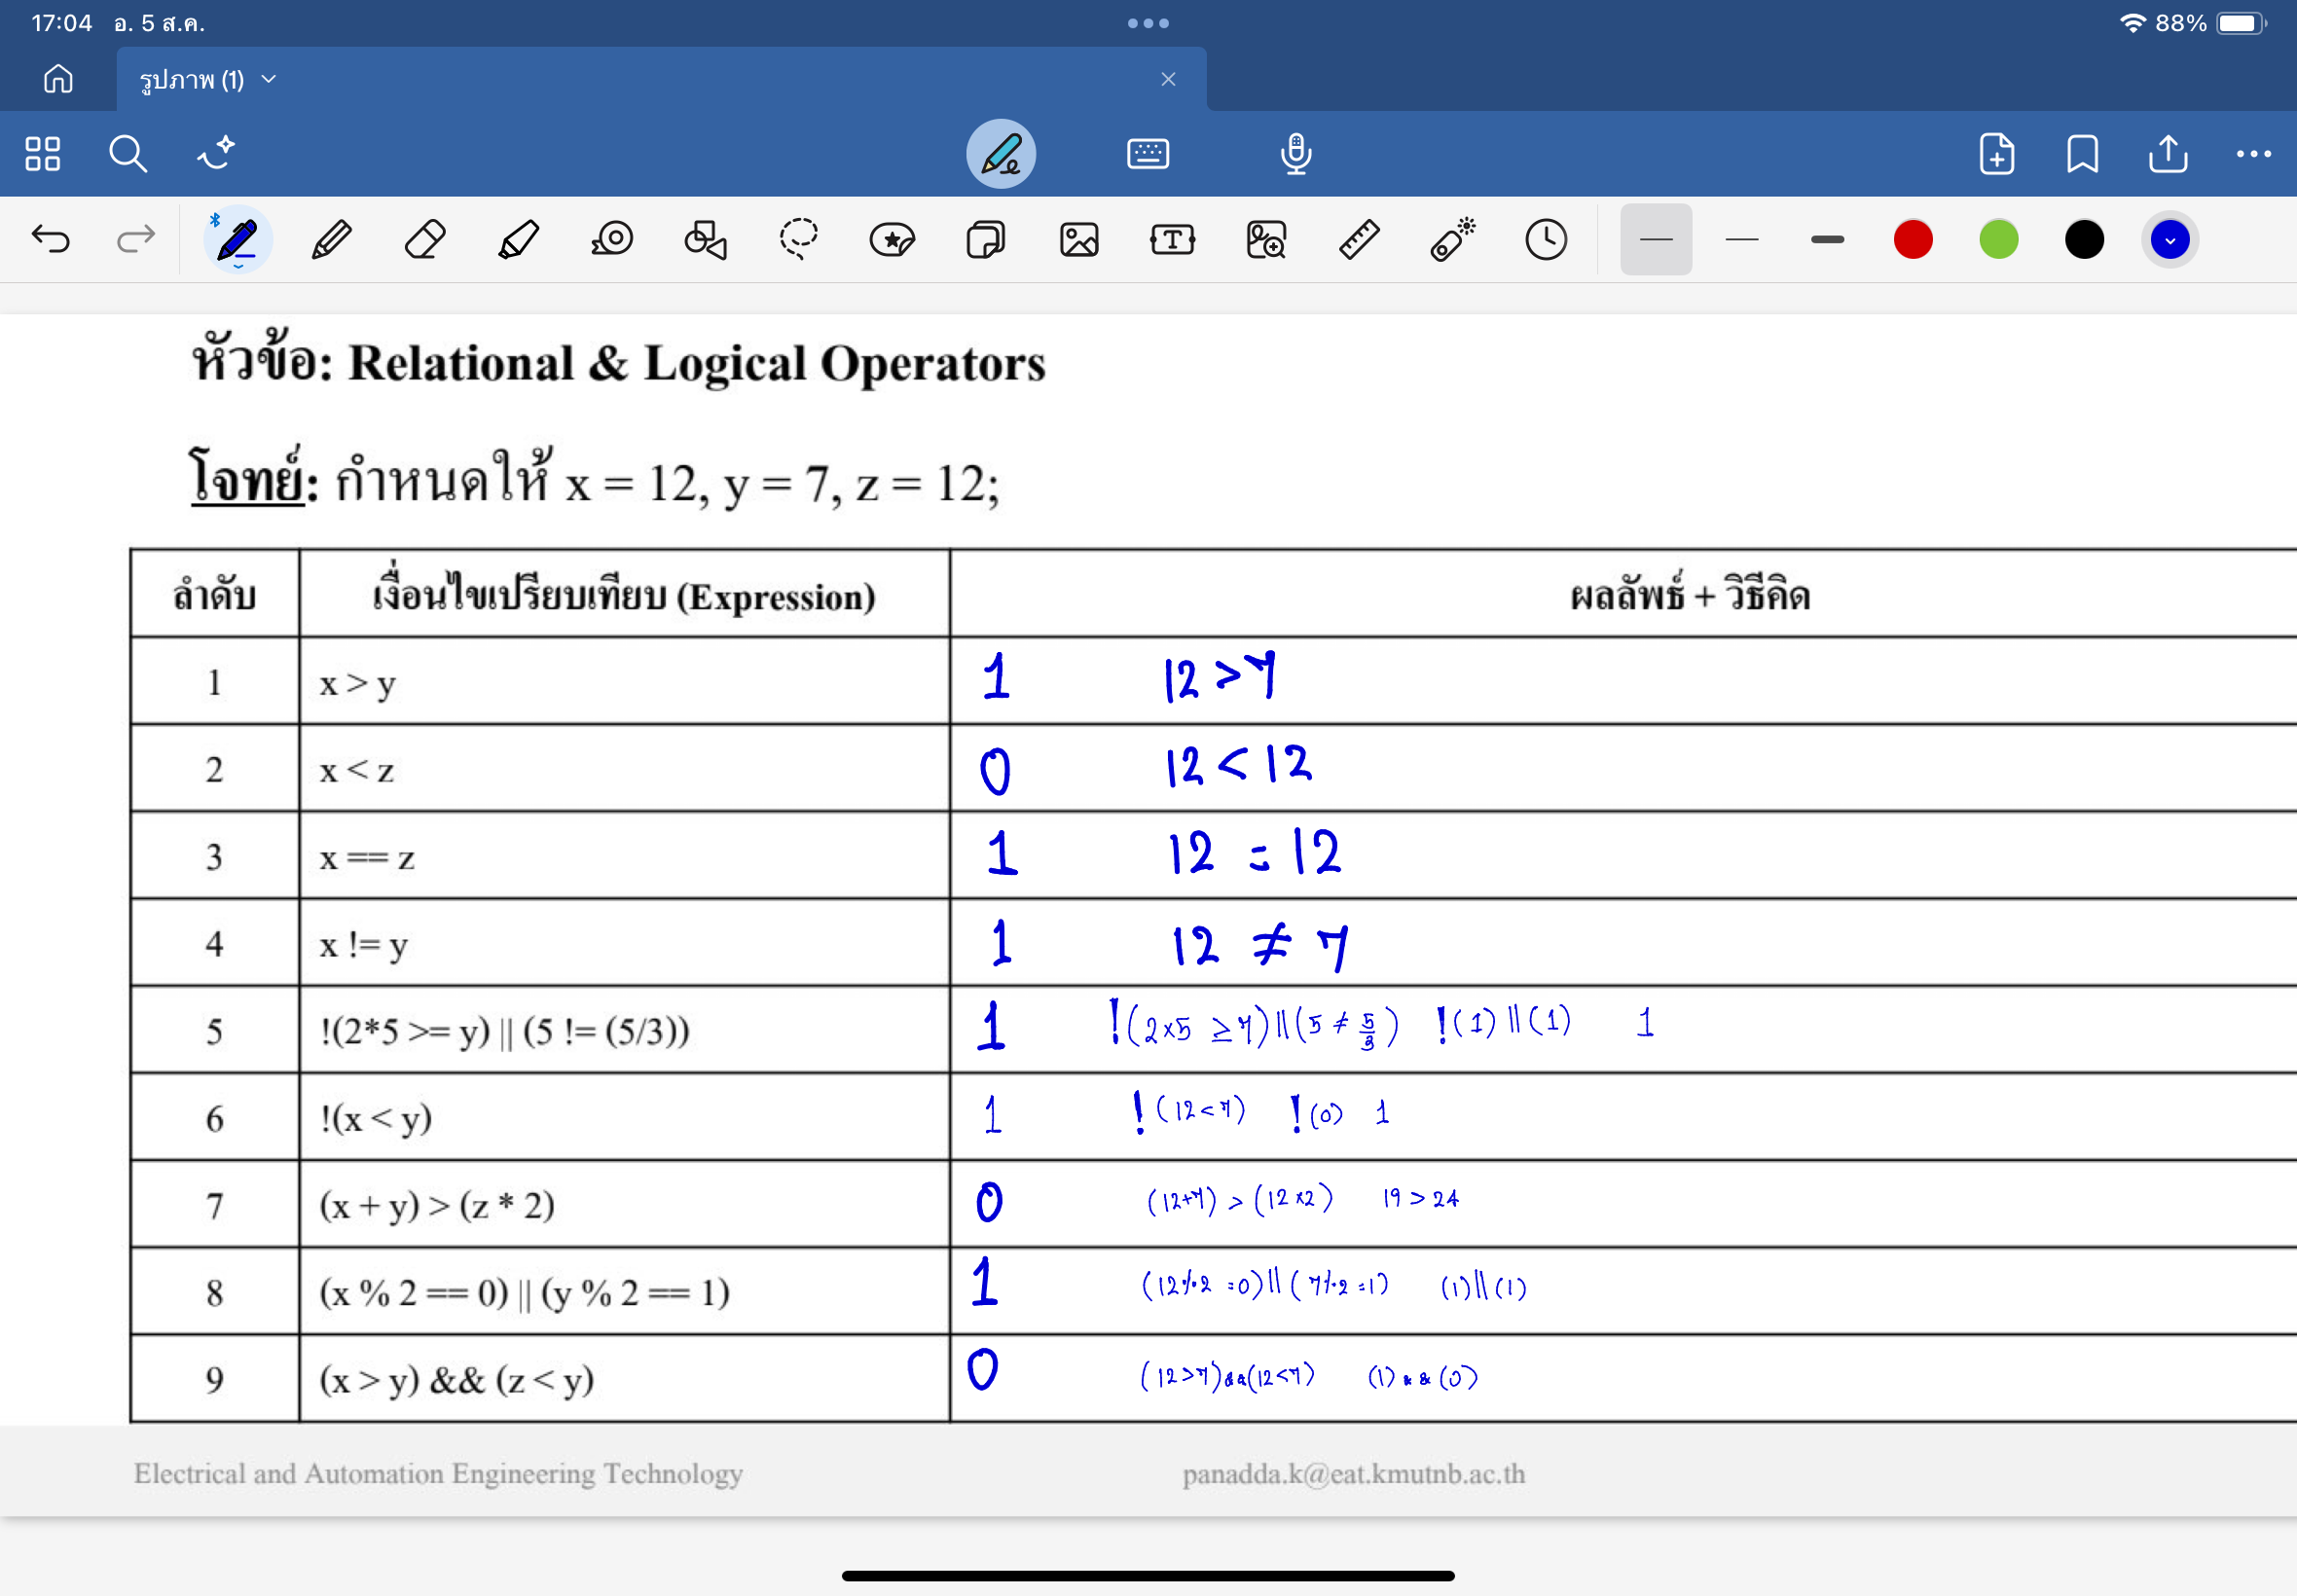 17:04 อ. 5 ส.ค. 88%
รูปภาพ (1)
หัวข้อ: Relational & Logical Operators
โจทย์: กำหนดให้ x = 12, y = 7, z = 12;
ลำดับ เงื่อนไขเปรียบเทียบ (Expression) ผลลัพธ์ + วิธีคิด
1 x > y 1 12 > 7
2 x < z 0 12 < 12
3 x == z 1 12 = 12
4 x != y 1 12 ≠ 7
5 !(2*5 >= y) || (5 != (5/3)) 1 !(2×5 ≥ 7)||(5 ≠ 5/3) !(1)||(1) 1
6 !(x < y) 1 !(12<7) !(0) 1
7 (x + y) > (z * 2) 0 (12+7) > (12×2) 19 > 24
8 (x % 2 == 0) || (y % 2 == 1) 1 (12%2 =0)||(7%2 =1) (1)||(1)
9 (x > y) && (z < y) 0 (12>7)&&(12<7) (1)&&(0)
Electrical and Automation Engineering Technology panadda.k@eat.kmutnb.ac.th